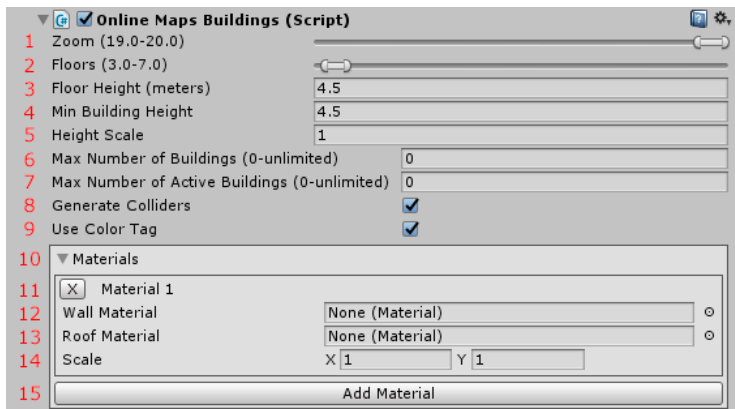 Online Maps Buildings (Script)
1 Zoom (19.0-20.0)
2 Floors (3.0-7.0)
3 Floor Height (meters) 4.5
4 Min Building Height 4.5
5 Height Scale 1
6 Max Number of Buildings (0-unlimited) 0
7 Max Number of Active Buildings (0-unlimited) 0
8 Generate Colliders
9 Use Color Tag
10 Materials
11 X Material 1
12 Wall Material None (Material)
13 Roof Material None (Material)
14 Scale X 1 Y 1
15 Add Material